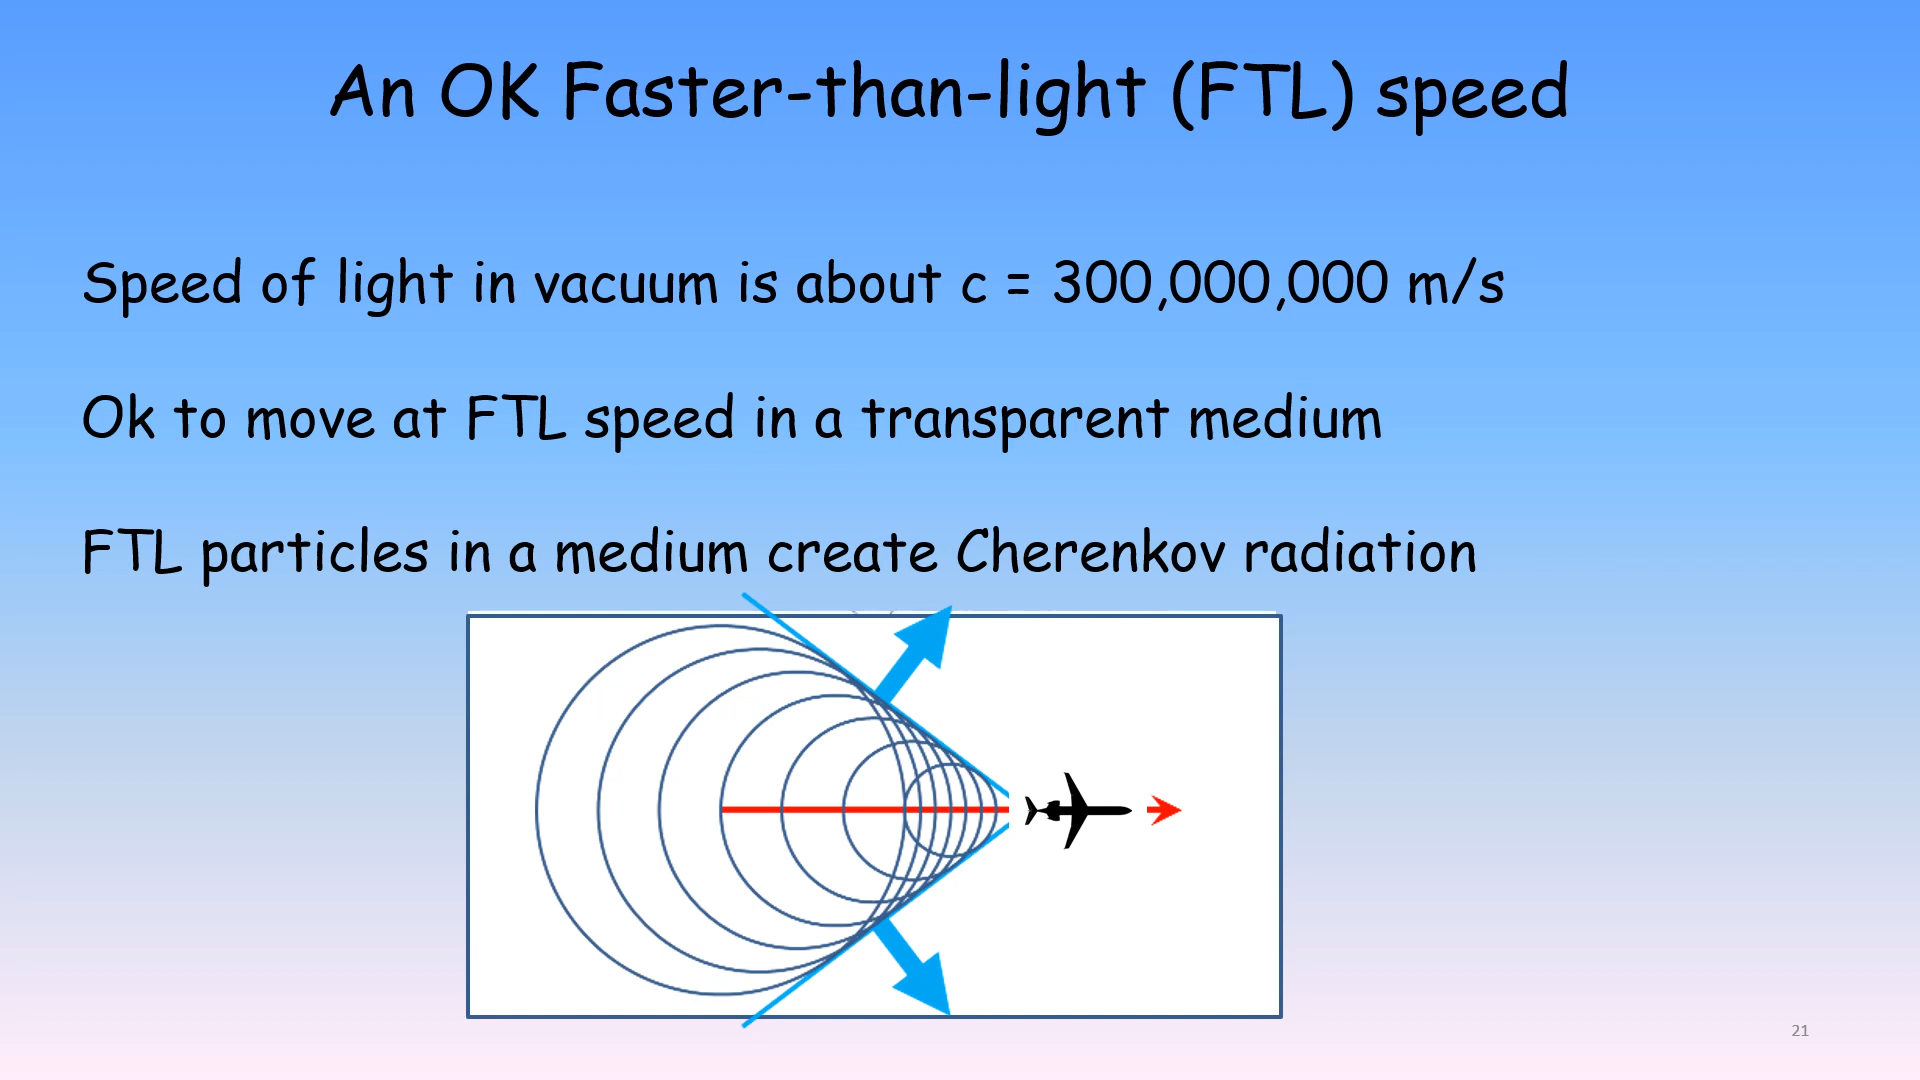 An OK Faster-than-light (FTL) speed
Speed of light in vacuum is about c = 300,000,000 m/s
Ok to move at FTL speed in a transparent medium
FTL particles in a medium create Cherenkov radiation
21